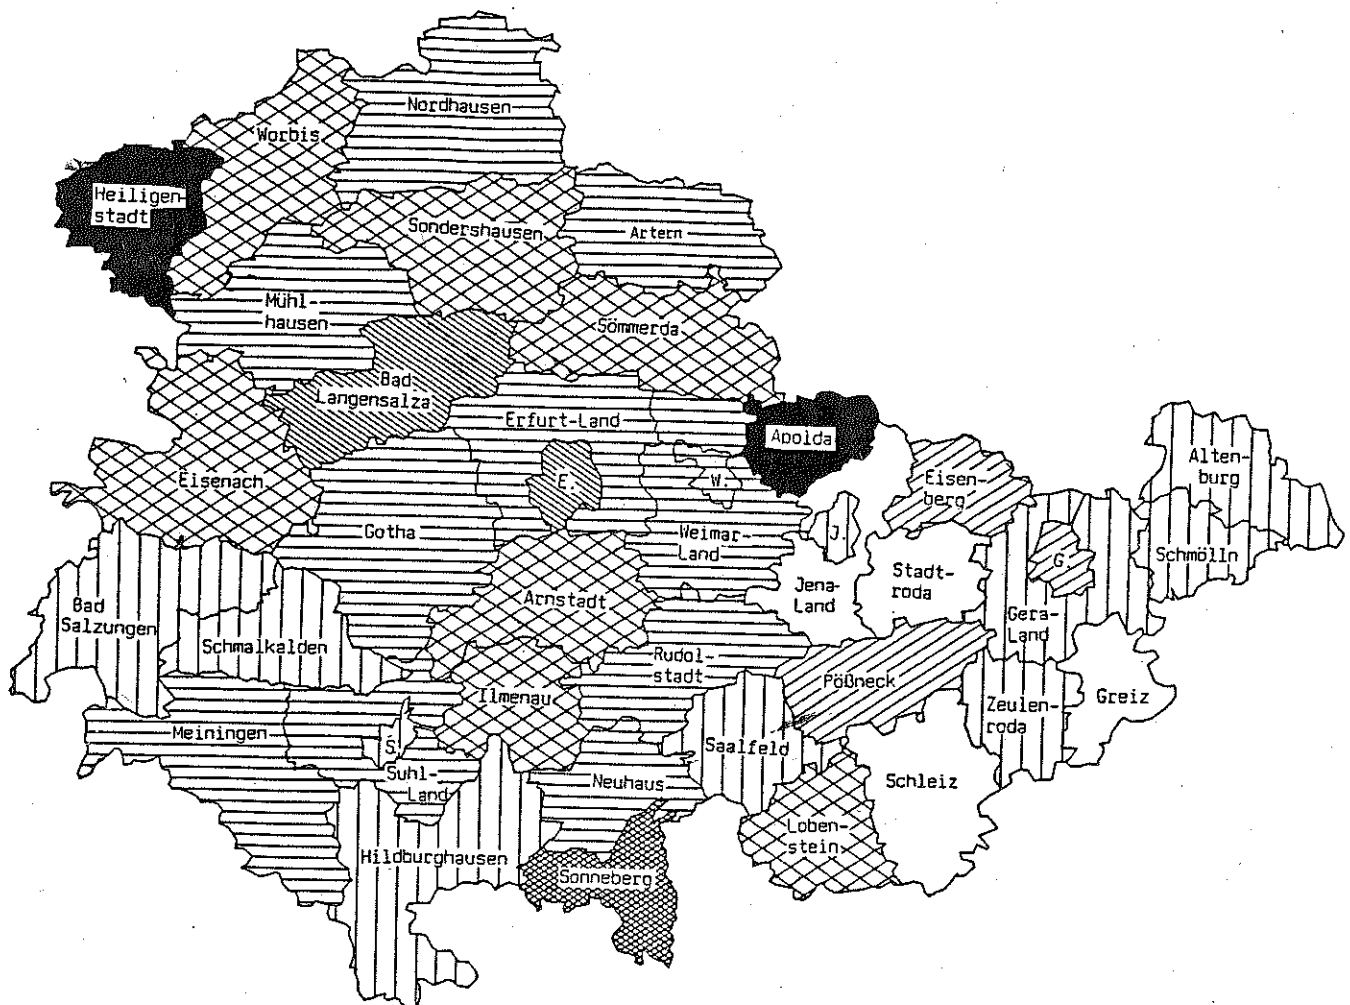 Nordhausen
Worbis
Heiligen-
stadt
Sondershausen
Artern
Mühl-
hausen
Sömmerda
Bad
Langensalza
Erfurt-Land
Apolda
Eisenach
E.
W.
Eisen-
berg
Alten-
burg
Gotha
Weimar-
Land
J.
G.
Schmölln
Jena-
Land
Stadt-
roda
Arnstadt
Bad
Salzungen
Schmalkalden
Gera-
Land
Rudol-
stadt
Pößneck
Ilmenau
Zeulen-
roda
Greiz
Meiningen
S.
Saalfeld
Suhl-
Land
Neuhaus
Schleiz
Loben-
stein
Hildburghausen
Sonneberg